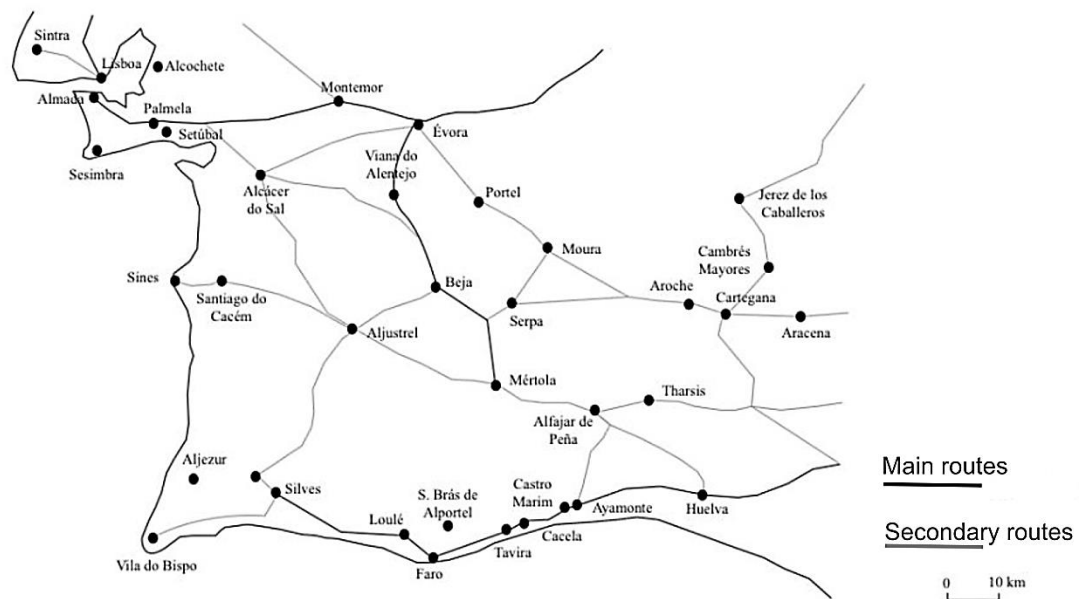 Sintra
Lisboa
Alcochete
Almada
Palmela
Montemor
Setúbal
Évora
Sesimbra
Viana do
Alentejo
Alcácer
do Sal
Portel
Jerez de los
Caballeros
Moura
Cambrés
Mayores
Sines
Santiago do
Cacém
Beja
Aroche
Cartegana
Serpa
Aracena
Aljustrel
Mértola
Tharsis
Alfajar de
Peña
Aljezur
Main routes
Silves
S. Brás de
Alportel
Castro
Marim
Loulé
Ayamonte
Huelva
Cacela
Secondary routes
Tavira
Vila do Bispo
Faro
0 10 km